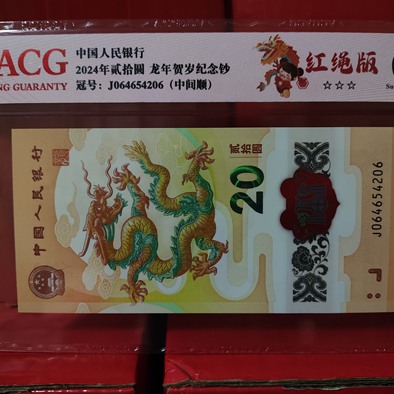 ACG
NG GUARANTY
中国人民银行
2024年贰拾圆 龙年贺岁纪念钞
冠号：J064654206（中间顺）
红绳版
☆☆☆
Su
中国人民银行
贰拾圆
20
J064654206